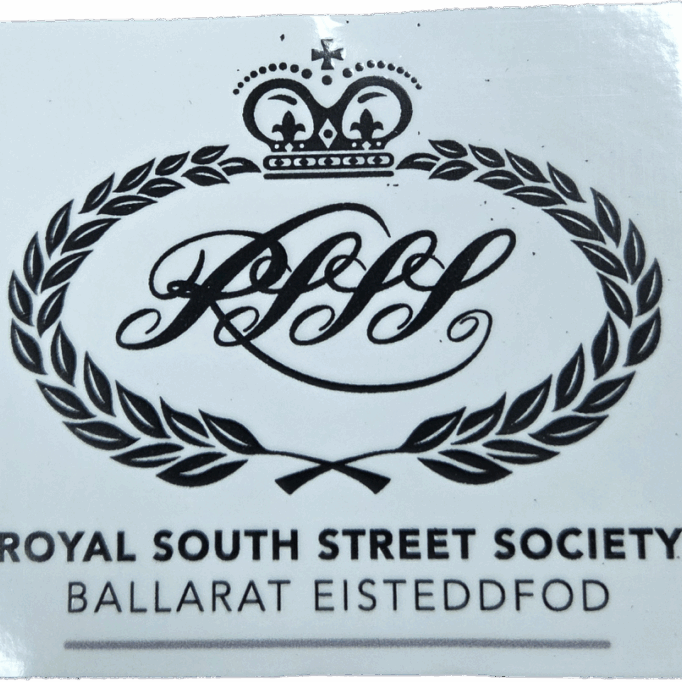 RSSS
ROYAL SOUTH STREET SOCIETY
BALLARAT EISTEDDFOD